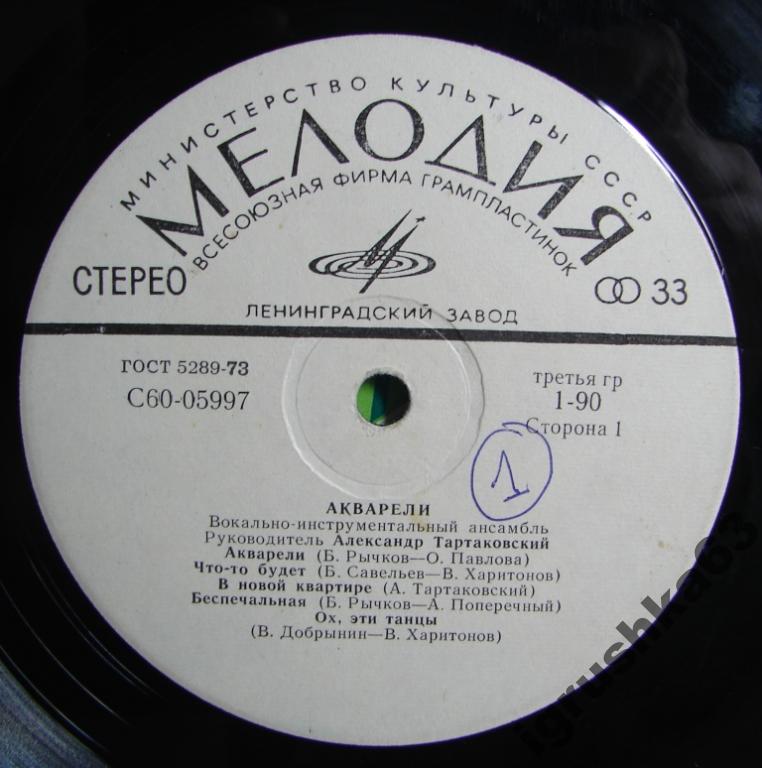 МИНИСТЕРСТВО КУЛЬТУРЫ СССР
МЕЛОДИЯ
ВСЕСОЮЗНАЯ ФИРМА ГРАМПЛАСТИНОК
СТЕРЕО
33
ЛЕНИНГРАДСКИЙ ЗАВОД
ГОСТ 5289-73
С60-05997
третья гр
1-90
Сторона 1
1
АКВАРЕЛИ
Вокально-инструментальный ансамбль
Руководитель Александр Тартаковский
Акварели (Б. Рычков—О. Павлова)
Что-то будет (Б. Савельев—В. Харитонов)
В новой квартире (А. Тартаковский)
Беспечальная (Б. Рычков—А. Поперечный)
Ох, эти танцы
(В. Добрынин—В. Харитонов)
igrushka63